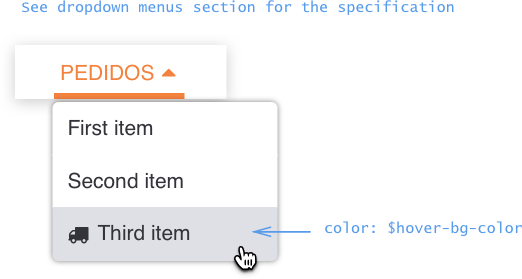 See dropdown menus section for the specification
PEDIDOS
First item
Second item
Third item
color: $hover-bg-color